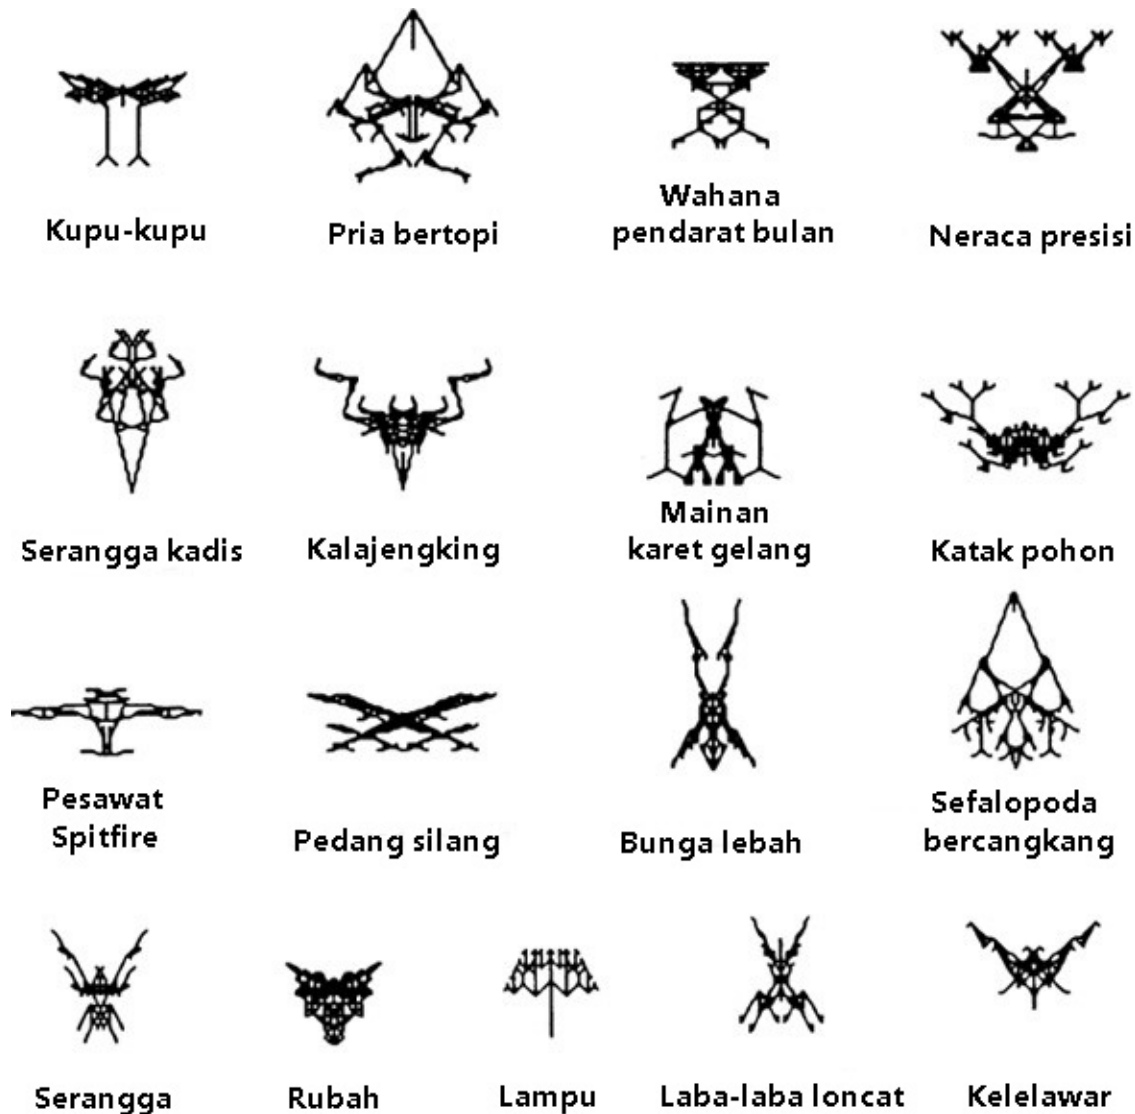 Kupu-kupu
Pria bertopi
Wahana
pendarat bulan
Neraca presisi
Serangga kadis
Kalajengking
Mainan
karet gelang
Katak pohon
Pesawat
Spitfire
Pedang silang
Bunga lebah
Sefalopoda
bercangkang
Serangga
Rubah
Lampu
Laba-laba loncat
Kelelawar